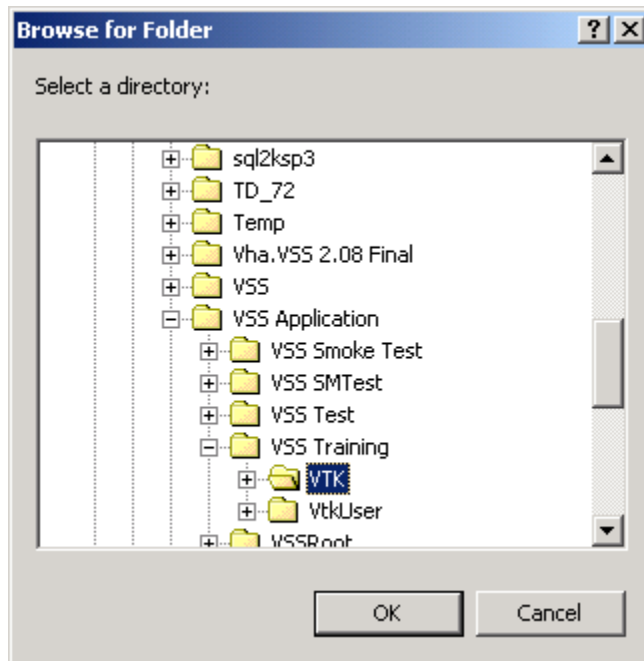 Browse for Folder
Select a directory:
sql2ksp3
TD_72
Temp
Vha.VSS 2.08 Final
VSS
VSS Application
VSS Smoke Test
VSS SMTest
VSS Test
VSS Training
VTK
VtkUser
VSSRoot
OK Cancel